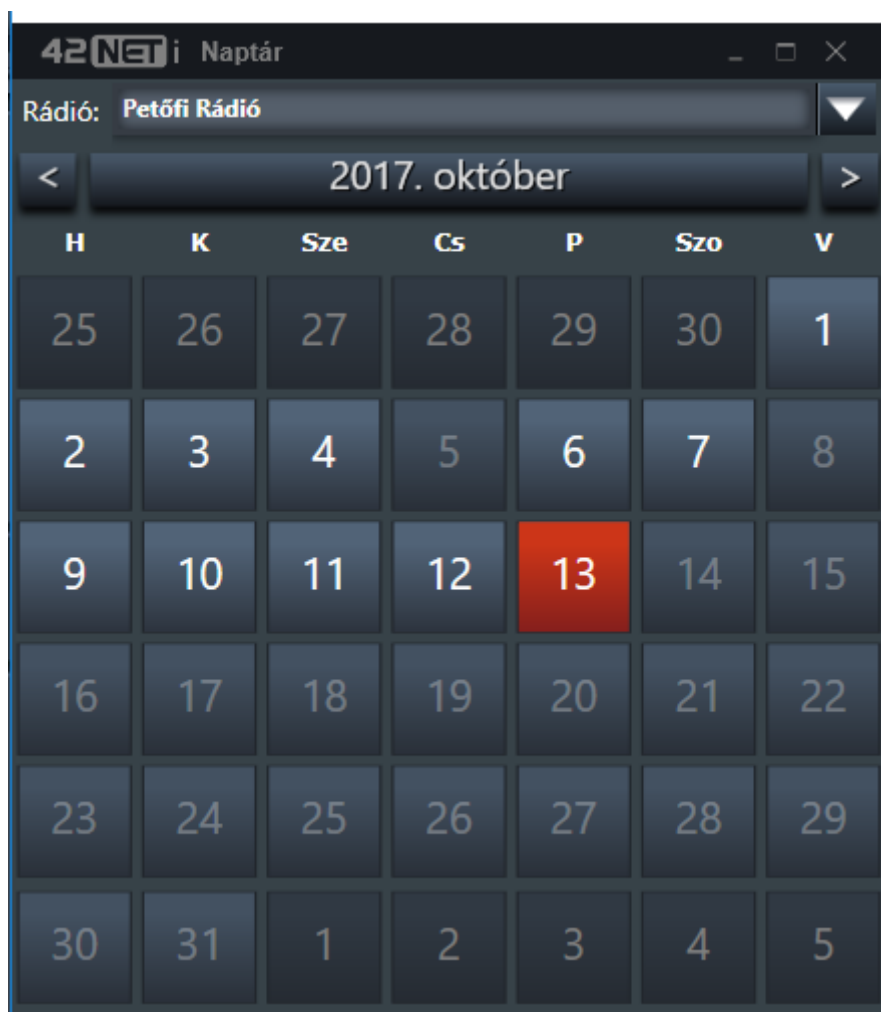 42NETi Naptár
Rádió: Petőfi Rádió
< 2017. október >
H K Sze Cs P Szo V
25 26 27 28 29 30 1
2 3 4 5 6 7 8
9 10 11 12 13 14 15
16 17 18 19 20 21 22
23 24 25 26 27 28 29
30 31 1 2 3 4 5